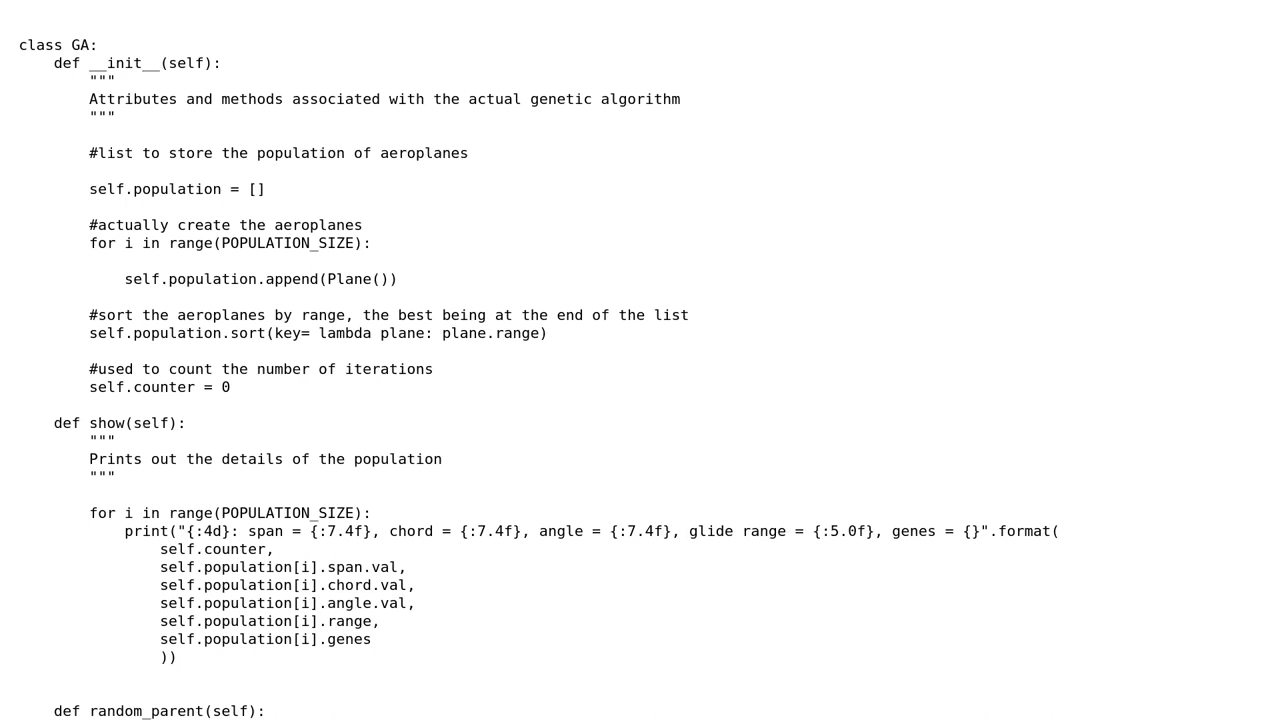 class GA:
    def __init__(self):
        """
        Attributes and methods associated with the actual genetic algorithm
        """

        #list to store the population of aeroplanes

        self.population = []

        #actually create the aeroplanes
        for i in range(POPULATION_SIZE):

            self.population.append(Plane())

        #sort the aeroplanes by range, the best being at the end of the list
        self.population.sort(key= lambda plane: plane.range)

        #used to count the number of iterations
        self.counter = 0

    def show(self):
        """
        Prints out the details of the population
        """

        for i in range(POPULATION_SIZE):
            print("{:4d}: span = {:7.4f}, chord = {:7.4f}, angle = {:7.4f}, glide range = {:5.0f}, genes = {}".format(
                self.counter,
                self.population[i].span.val,
                self.population[i].chord.val,
                self.population[i].angle.val,
                self.population[i].range,
                self.population[i].genes
                ))


    def random_parent(self):